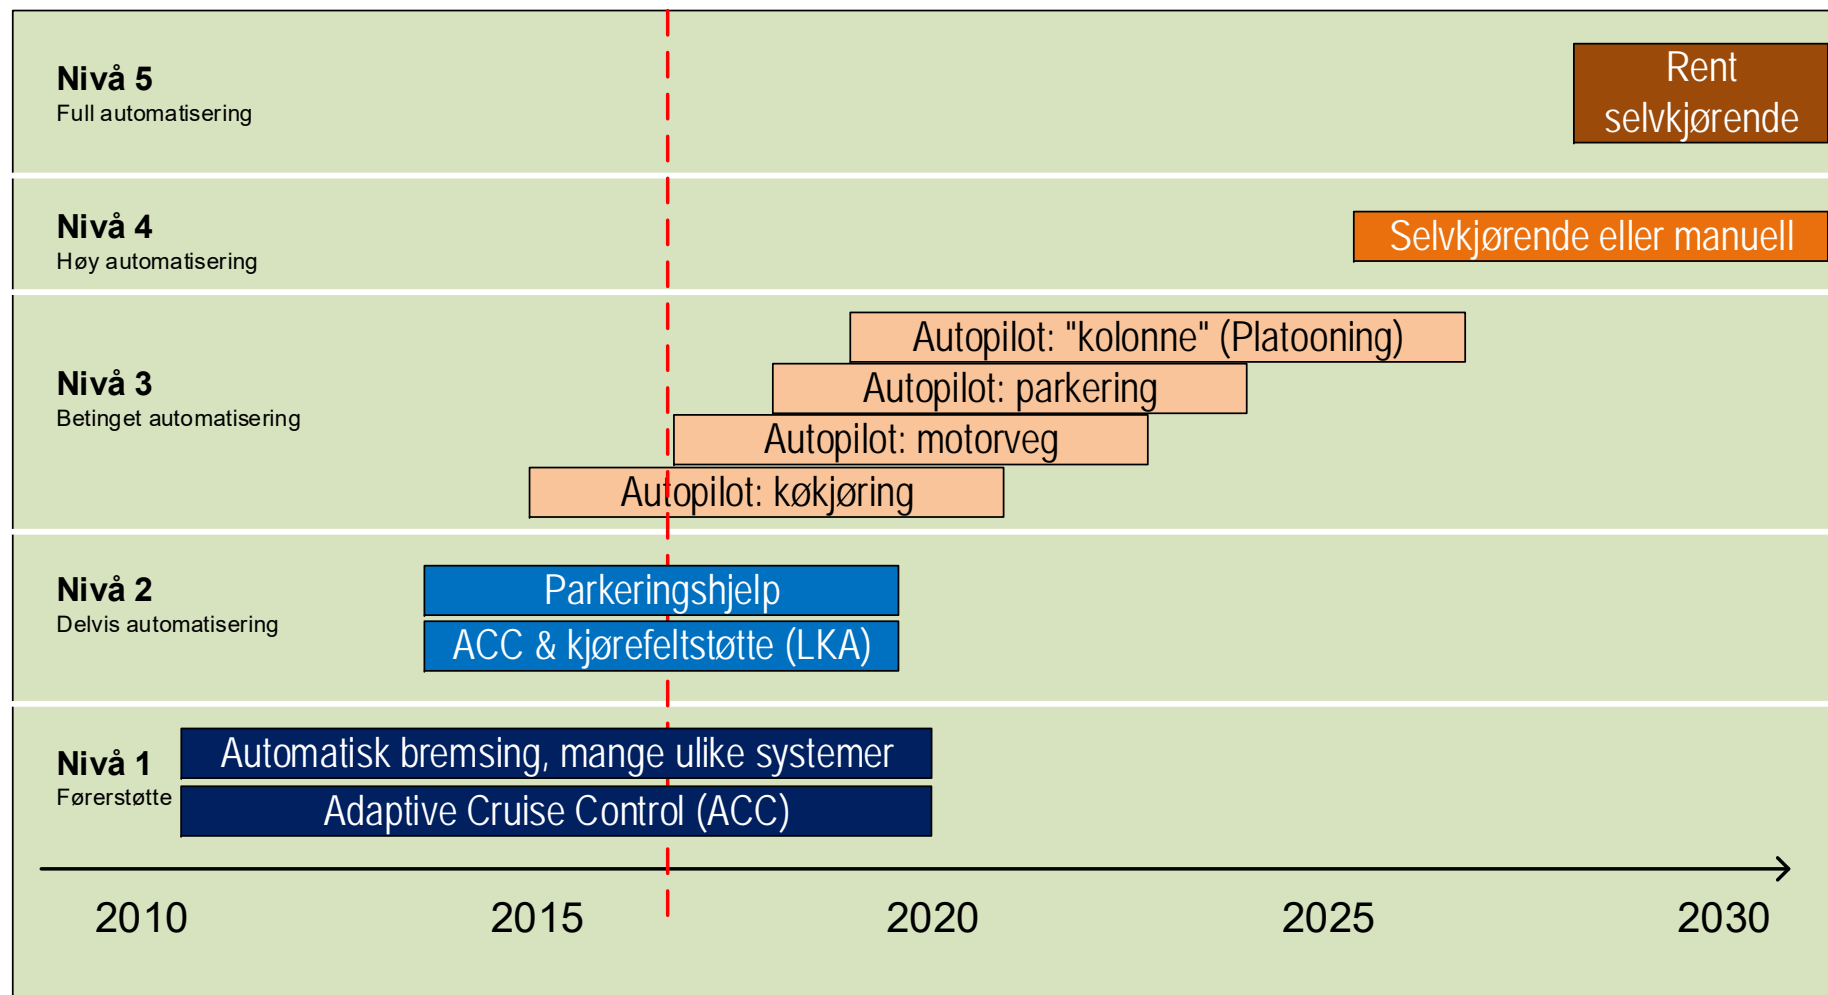 Nivå 5
Full automatisering
Rent
selvkjørende
Nivå 4
Høy automatisering
Selvkjørende eller manuell
Nivå 3
Betinget automatisering
Autopilot: "kolonne" (Platooning)
Autopilot: parkering
Autopilot: motorveg
Autopilot: køkjøring
Nivå 2
Delvis automatisering
Parkeringshjelp
ACC & kjørefeltstøtte (LKA)
Nivå 1
Førerstøtte
Automatisk bremsing, mange ulike systemer
Adaptive Cruise Control (ACC)
2010 2015 2020 2025 2030